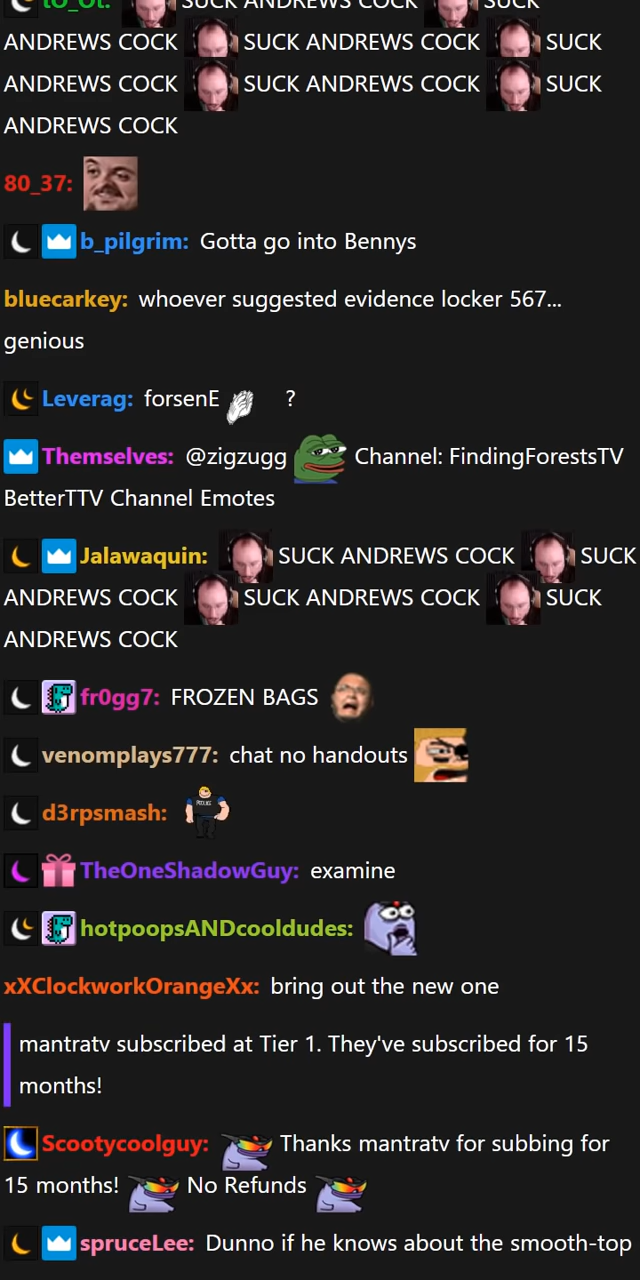 tO_Ot: SUCK ANDREWS COCK SUCK
ANDREWS COCK SUCK ANDREWS COCK SUCK
ANDREWS COCK SUCK ANDREWS COCK SUCK
ANDREWS COCK
80_37:
b_pilgrim: Gotta go into Bennys
bluecarkey: whoever suggested evidence locker 567...
genious
Leverag: forsenE ?
Themselves: @zigzugg Channel: FindingForestsTV
BetterTTV Channel Emotes
Jalawaquin: SUCK ANDREWS COCK SUCK
ANDREWS COCK SUCK ANDREWS COCK SUCK
ANDREWS COCK
fr0gg7: FROZEN BAGS
venomplays777: chat no handouts
d3rpsmash:
TheOneShadowGuy: examine
hotpoopsANDcooldudes:
xXClockworkOrangeXx: bring out the new one
mantratv subscribed at Tier 1. They've subscribed for 15
months!
Scootycoolguy: Thanks mantratv for subbing for
15 months! No Refunds
spruceLee: Dunno if he knows about the smooth-top